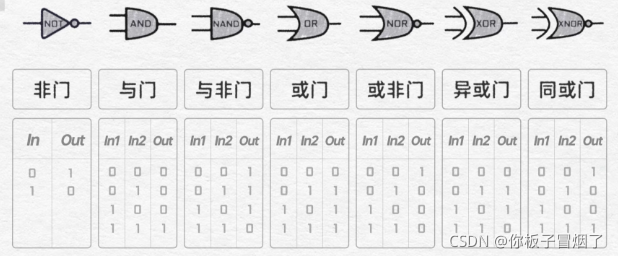 NOT AND NAND OR NOR XOR XNOR
非门 与门 与非门 或门 或非门 异或门 同或门
In Out In1 In2 Out In1 In2 Out In1 In2 Out In1 In2 Out In1 In2 Out In1 In2 Out
0 1 0 0 0 0 0 1 0 0 0 0 0 1 0 0 0 0 0 1
1 0 0 1 0 0 1 1 0 1 1 0 1 0 0 1 1 0 1 0
1 0 0 1 0 1 1 0 1 1 0 0 1 0 1 1 0 0
1 1 1 1 1 0 1 1 1 1 1 0 1 1 0 1 1 1
CSDN @你板子冒烟了